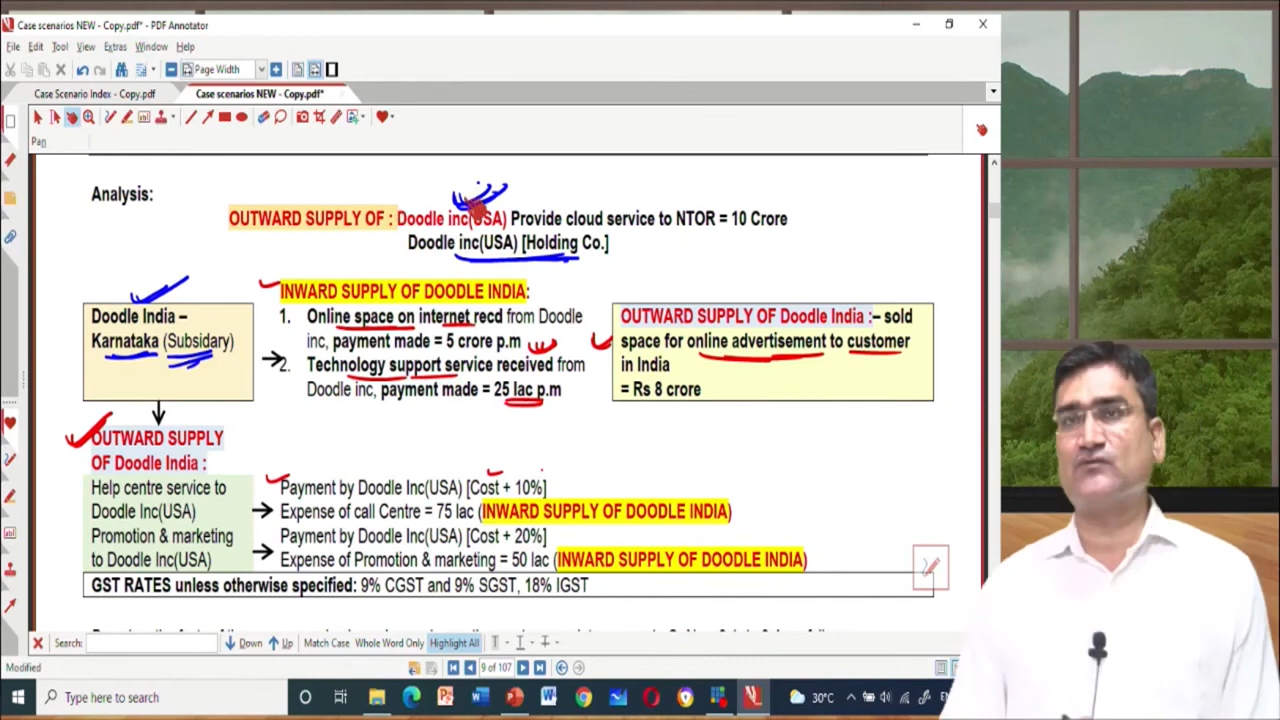 Case scenarios NEW - Copy.pdf* - PDF Annotator
File Edit Tool View Extras Window Help
Page Width
Case Scenario Index - Copy.pdf Case scenarios NEW - Copy.pdf*
Pan
Analysis:
OUTWARD SUPPLY OF : Doodle inc(USA) Provide cloud service to NTOR = 10 Crore
Doodle inc(USA) [Holding Co.]
INWARD SUPPLY OF DOODLE INDIA:
Doodle India –
Karnataka (Subsidary)
1. Online space on internet recd from Doodle
inc, payment made = 5 crore p.m
2. Technology support service received from
Doodle inc, payment made = 25 lac p.m
OUTWARD SUPPLY OF Doodle India :– sold
space for online advertisement to customer
in India
= Rs 8 crore
OUTWARD SUPPLY
OF Doodle India :
Help centre service to
Doodle Inc(USA)
Promotion & marketing
to Doodle Inc(USA)
Payment by Doodle Inc(USA) [Cost + 10%]
Expense of call Centre = 75 lac (INWARD SUPPLY OF DOODLE INDIA)
Payment by Doodle Inc(USA) [Cost + 20%]
Expense of Promotion & marketing = 50 lac (INWARD SUPPLY OF DOODLE INDIA)
GST RATES unless otherwise specified: 9% CGST and 9% SGST, 18% IGST
Search: Down Up Match Case Whole Word Only Highlight All
Modified 9 of 107
Type here to search 30°C